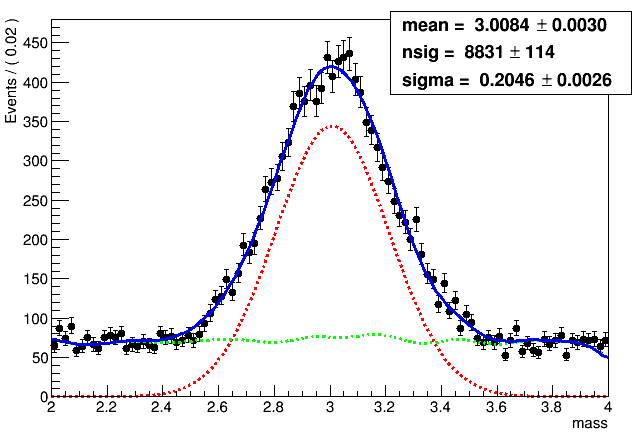 mean = 3.0084 ± 0.0030
nsig = 8831 ± 114
sigma = 0.2046 ± 0.0026
Events / ( 0.02 )
450
400
350
300
250
200
150
100
50
0
2 2.2 2.4 2.6 2.8 3 3.2 3.4 3.6 3.8 4
mass